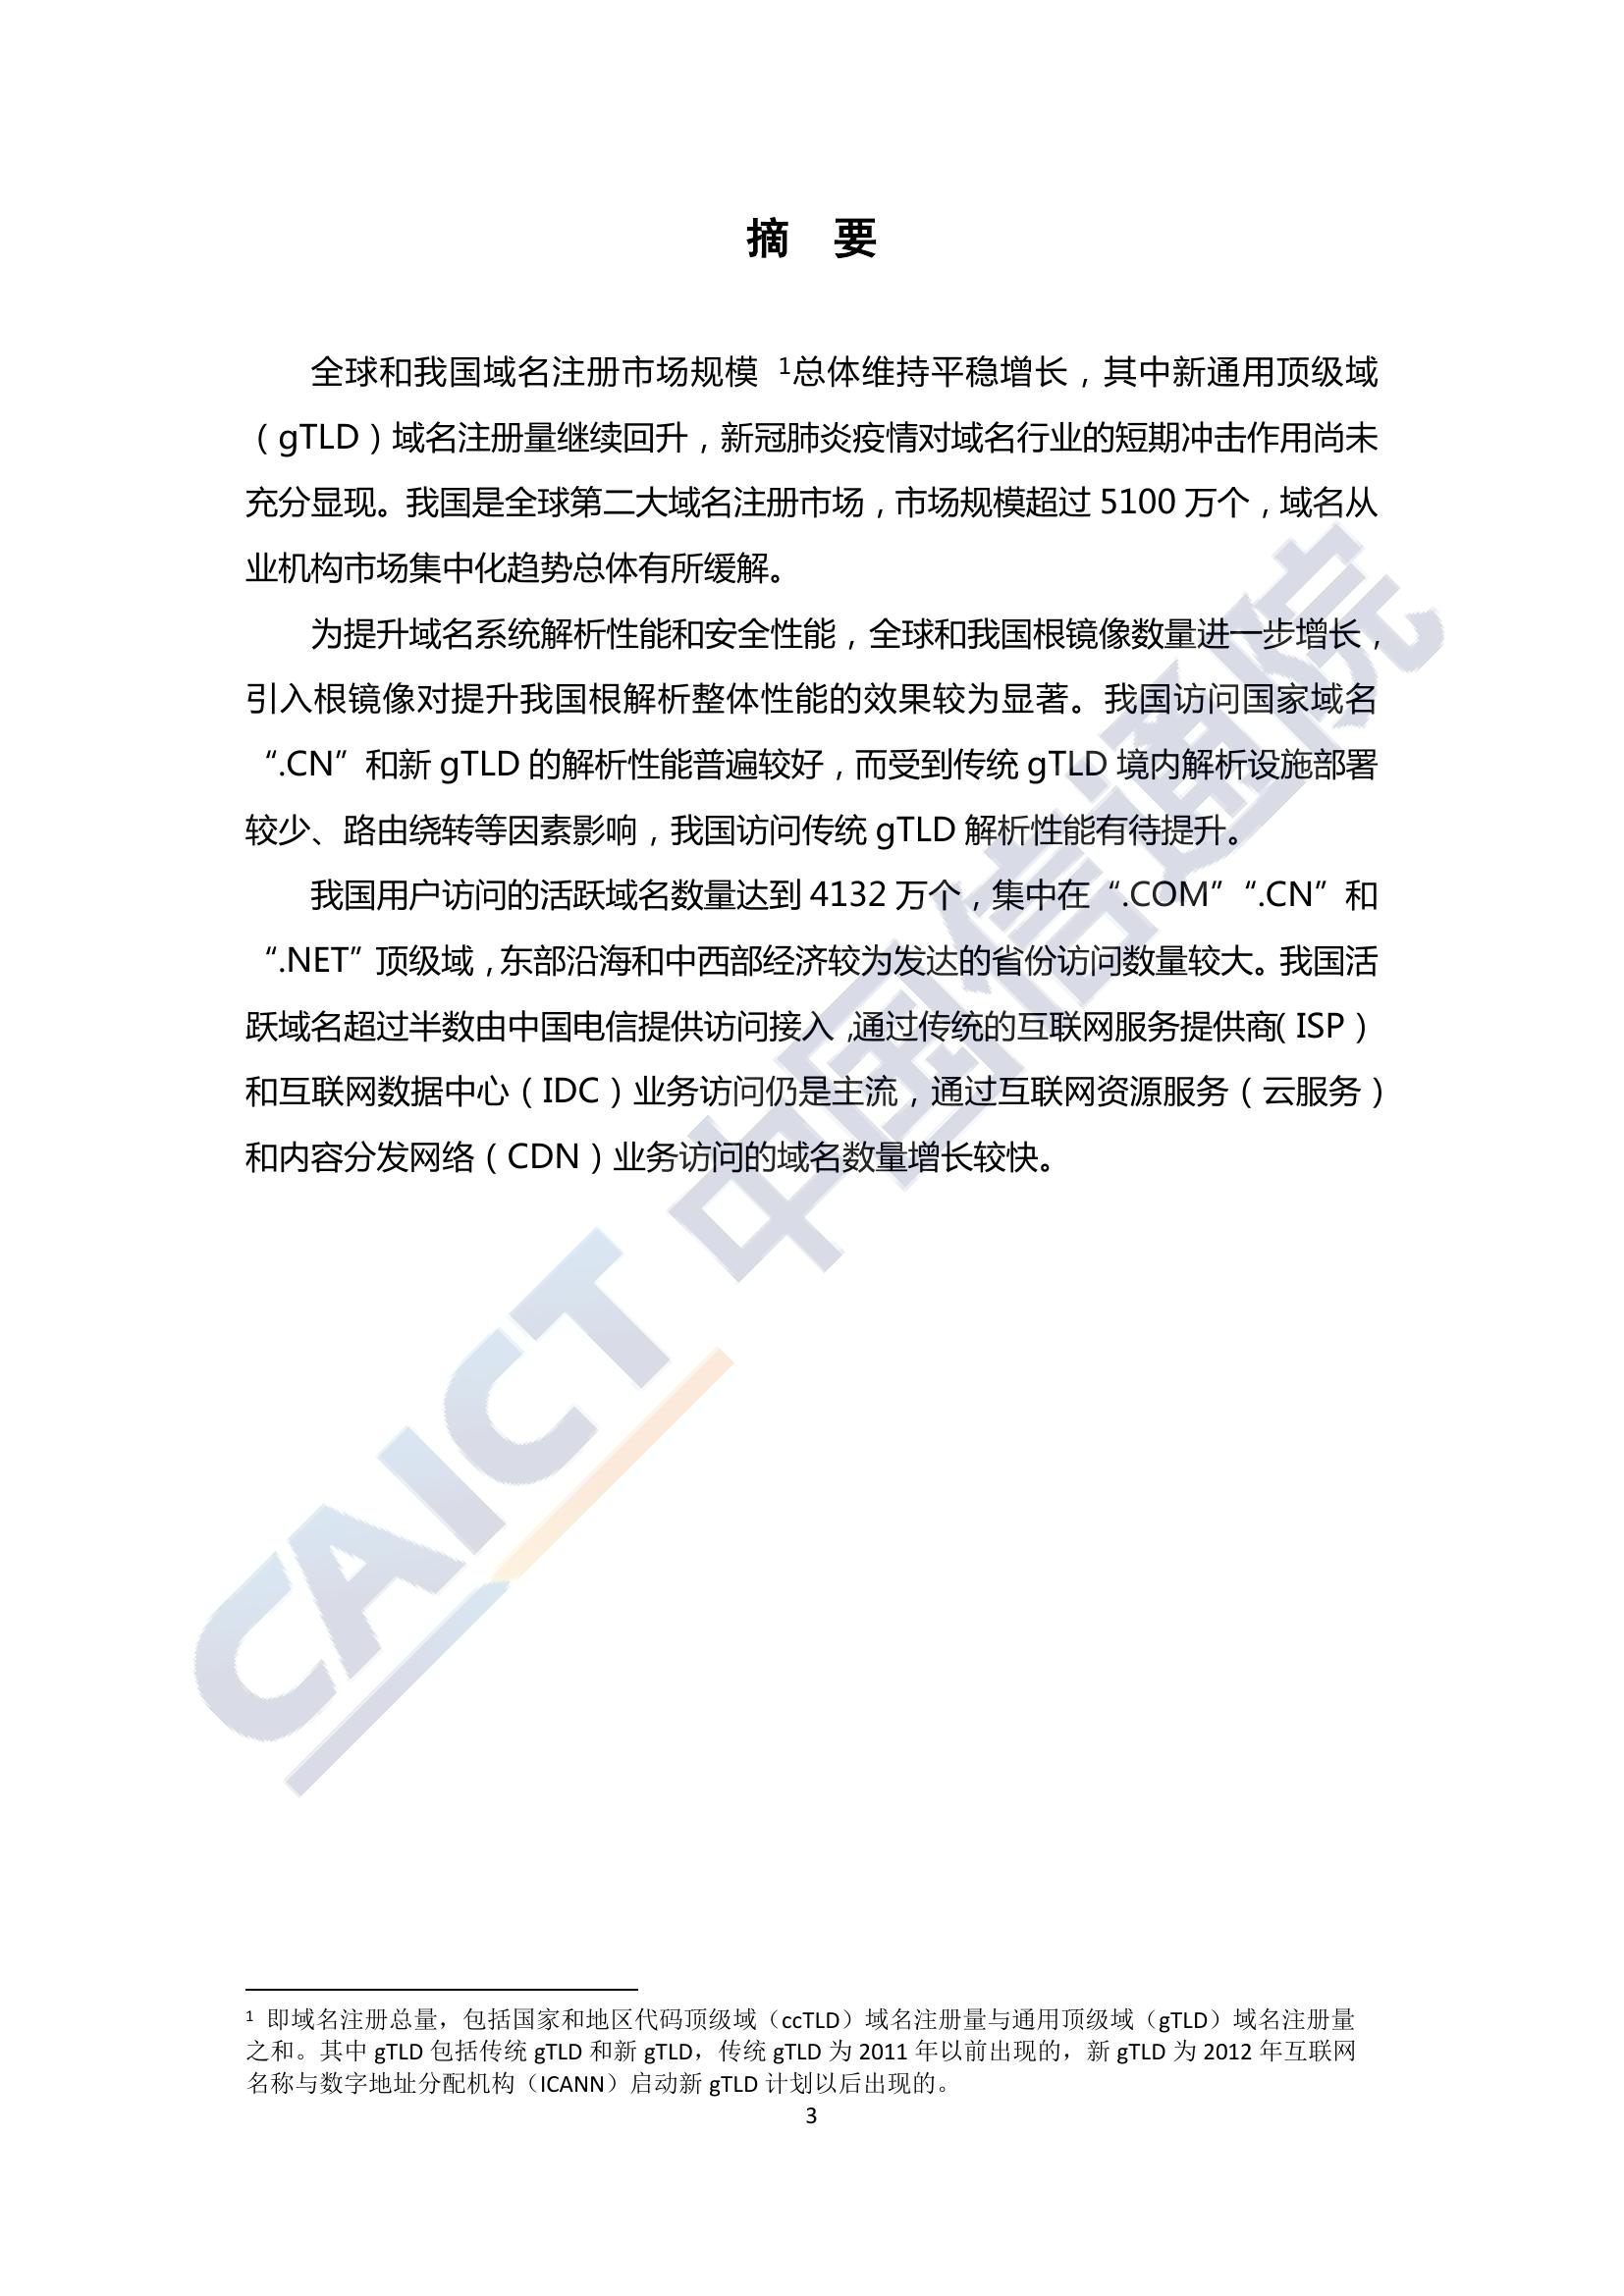 摘 要
全球和我国域名注册市场规模 1总体维持平稳增长，其中新通用顶级域
（gTLD）域名注册量继续回升，新冠肺炎疫情对域名行业的短期冲击作用尚未
充分显现。我国是全球第二大域名注册市场，市场规模超过 5100 万个，域名从
业机构市场集中化趋势总体有所缓解。
为提升域名系统解析性能和安全性能，全球和我国根镜像数量进一步增长，
引入根镜像对提升我国根解析整体性能的效果较为显著。我国访问国家域名
“.CN”和新 gTLD 的解析性能普遍较好，而受到传统 gTLD 境内解析设施部署
较少、路由绕转等因素影响，我国访问传统 gTLD 解析性能有待提升。
我国用户访问的活跃域名数量达到 4132 万个，集中在“.COM”“.CN”和
“.NET”顶级域，东部沿海和中西部经济较为发达的省份访问数量较大。我国活
跃域名超过半数由中国电信提供访问接入，通过传统的互联网服务提供商（ISP）
和互联网数据中心（IDC）业务访问仍是主流，通过互联网资源服务（云服务）
和内容分发网络（CDN）业务访问的域名数量增长较快。
CAICT 中国信通院
1 即域名注册总量，包括国家和地区代码顶级域（ccTLD）域名注册量与通用顶级域（gTLD）域名注册量
之和。其中 gTLD 包括传统 gTLD 和新 gTLD，传统 gTLD 为 2011 年以前出现的，新 gTLD 为 2012 年互联网
名称与数字地址分配机构（ICANN）启动新 gTLD 计划以后出现的。
3